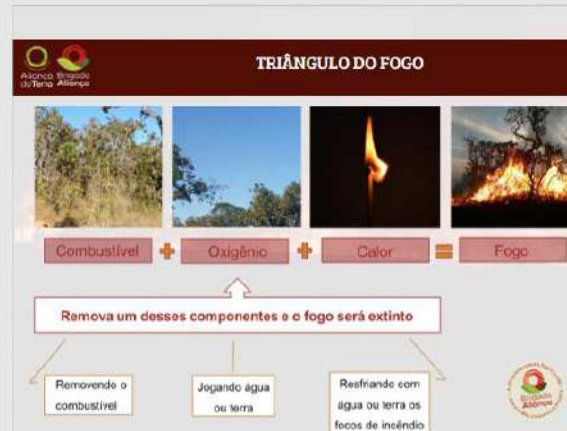 Aliança da Terra
Brigada Aliança
TRIÂNGULO DO FOGO
Combustível + Oxigênio + Calor = Fogo
Remova um desses componentes e o fogo será extinto
Removendo o
combustível
Jogando água
ou terra
Resfriando com
água ou terra os
focos de incêndio
BRIGADA
ALIANÇA